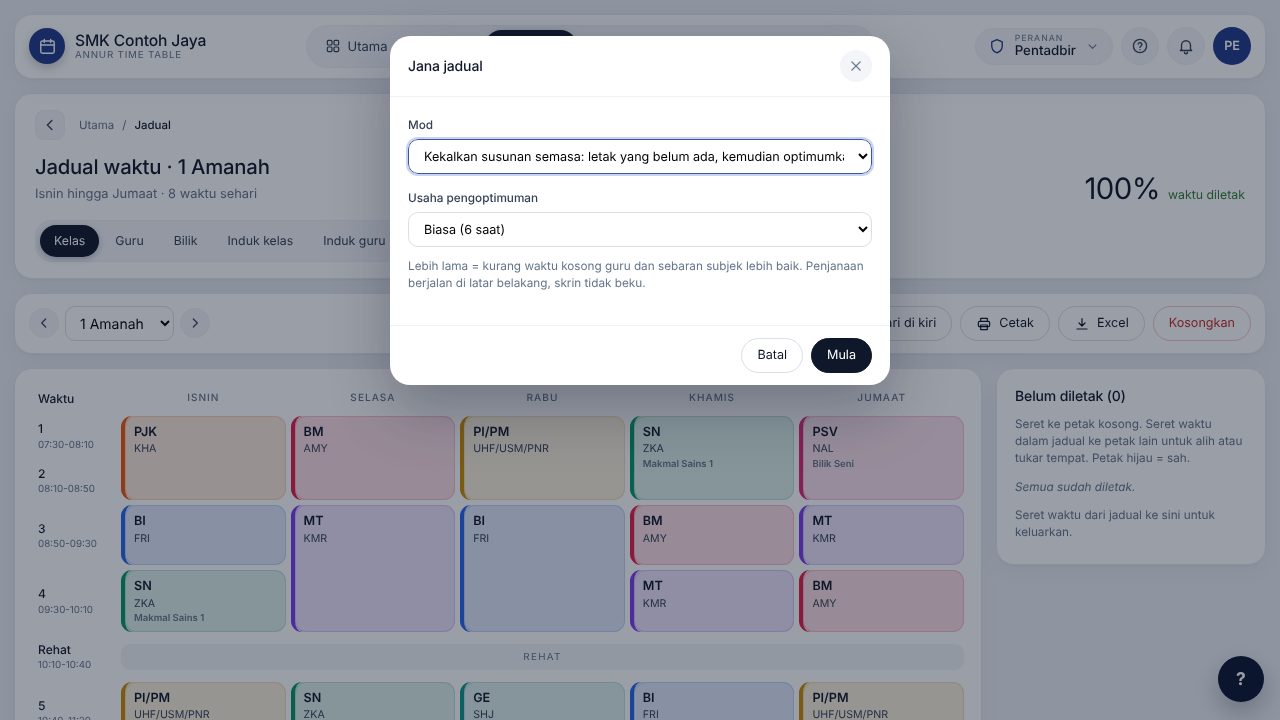 SMK Contoh Jaya
ANNUR TIME TABLE
Utama
PERANAN
Pentadbir
PE
Utama / Jadual
Jadual waktu · 1 Amanah
Isnin hingga Jumaat · 8 waktu sehari
100% waktu diletak
Kelas Guru Bilik Induk kelas Induk guru
Jana jadual
Mod
Kekalkan susunan semasa: letak yang belum ada, kemudian
Usaha pengoptimuman
Biasa (6 saat)
Lebih lama = kurang waktu kosong guru dan sebaran subjek lebih baik. Penjanaan
berjalan di latar belakang, skrin tidak beku.
Batal Mula
1 Amanah
di kiri Cetak Excel Kosongkan
Waktu ISNIN SELASA RABU KHAMIS JUMAAT
1
07:30-08:10
2
08:10-08:50
PJK
KHA
BM
AMY
PI/PM
UHF/USM/PNR
SN
ZKA
Makmal Sains 1
PSV
NAL
Bilik Seni
3
08:50-09:30
BI
FRI
MT
KMR
BI
FRI
BM
AMY
MT
KMR
4
09:30-10:10
SN
ZKA
Makmal Sains 1
MT
KMR
BM
AMY
Rehat
10:10-10:40
REHAT
5
PI/PM
UHF/USM/PNR
SN
ZKA
GE
SHJ
BI
FRI
PI/PM
UHF/USM/PNR
Belum diletak (0)
Seret ke petak kosong. Seret waktu
dalam jadual ke petak lain untuk alih atau
tukar tempat. Petak hijau = sah.
Semua sudah diletak.
Seret waktu dari jadual ke sini untuk
keluarkan.
?